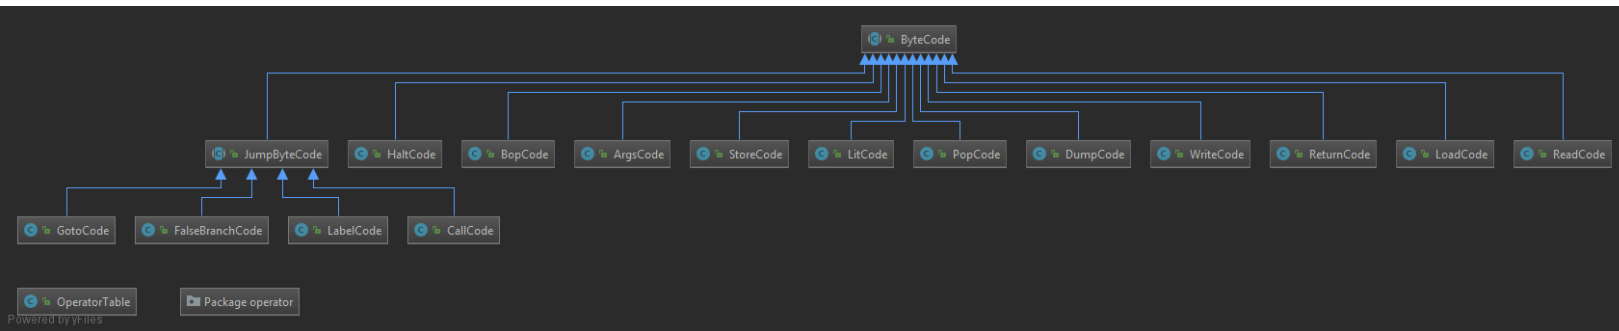 ByteCode
JumpByteCode
HaltCode
BopCode
ArgsCode
StoreCode
LitCode
PopCode
DumpCode
WriteCode
ReturnCode
LoadCode
ReadCode
GotoCode
FalseBranchCode
LabelCode
CallCode
OperatorTable
Package operator
Powered by yFiles